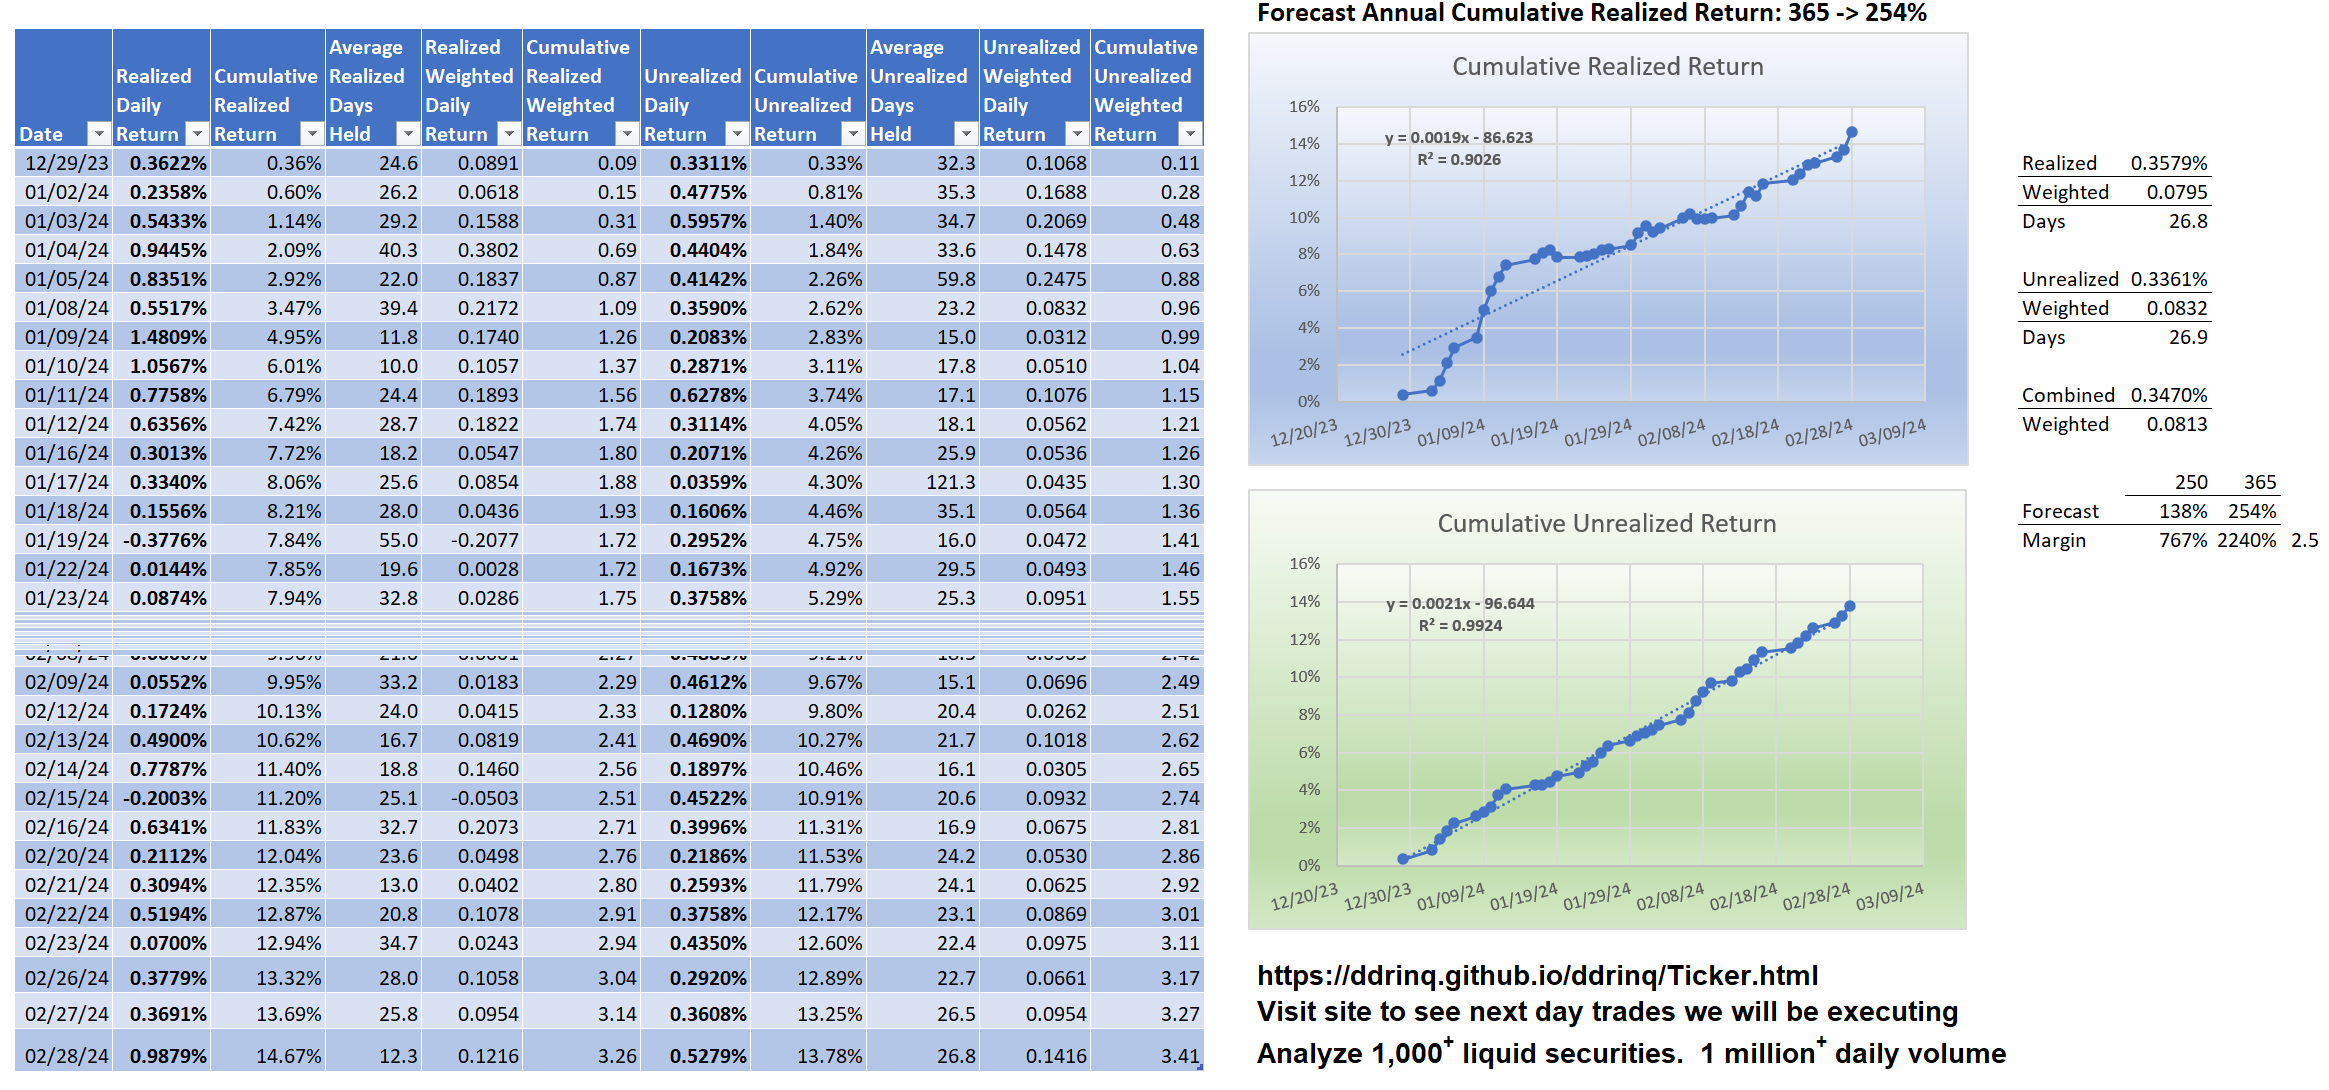 Forecast Annual Cumulative Realized Return: 365 -> 254%
Date Realized Daily Return Cumulative Realized Return Average Realized Days Held Realized Weighted Daily Return Cumulative Realized Weighted Return Unrealized Daily Return Cumulative Unrealized Return Average Unrealized Days Held Unrealized Weighted Daily Return Cumulative Unrealized Weighted Return
12/29/23 0.3622% 0.36% 24.6 0.0891 0.09 0.3311% 0.33% 32.3 0.1068 0.11
01/02/24 0.2358% 0.60% 26.2 0.0618 0.15 0.4775% 0.81% 35.3 0.1688 0.28
01/03/24 0.5433% 1.14% 29.2 0.1588 0.31 0.5957% 1.40% 34.7 0.2069 0.48
01/04/24 0.9445% 2.09% 40.3 0.3802 0.69 0.4404% 1.84% 33.6 0.1478 0.63
01/05/24 0.8351% 2.92% 22.0 0.1837 0.87 0.4142% 2.26% 59.8 0.2475 0.88
01/08/24 0.5517% 3.47% 39.4 0.2172 1.09 0.3590% 2.62% 23.2 0.0832 0.96
01/09/24 1.4809% 4.95% 11.8 0.1740 1.26 0.2083% 2.83% 15.0 0.0312 0.99
01/10/24 1.0567% 6.01% 10.0 0.1057 1.37 0.2871% 3.11% 17.8 0.0510 1.04
01/11/24 0.7758% 6.79% 24.4 0.1893 1.56 0.6278% 3.74% 17.1 0.1076 1.15
01/12/24 0.6356% 7.42% 28.7 0.1822 1.74 0.3114% 4.05% 18.1 0.0562 1.21
01/16/24 0.3013% 7.72% 18.2 0.0547 1.80 0.2071% 4.26% 25.9 0.0536 1.26
01/17/24 0.3340% 8.06% 25.6 0.0854 1.88 0.0359% 4.30% 121.3 0.0435 1.30
01/18/24 0.1556% 8.21% 28.0 0.0436 1.93 0.1606% 4.46% 35.1 0.0564 1.36
01/19/24 -0.3776% 7.84% 55.0 -0.2077 1.72 0.2952% 4.75% 16.0 0.0472 1.41
01/22/24 0.0144% 7.85% 19.6 0.0028 1.72 0.1673% 4.92% 29.5 0.0493 1.46
01/23/24 0.0874% 7.94% 32.8 0.0286 1.75 0.3758% 5.29% 25.3 0.0951 1.55
02/09/24 0.0552% 9.95% 33.2 0.0183 2.29 0.4612% 9.67% 15.1 0.0696 2.49
02/12/24 0.1724% 10.13% 24.0 0.0415 2.33 0.1280% 9.80% 20.4 0.0262 2.51
02/13/24 0.4900% 10.62% 16.7 0.0819 2.41 0.4690% 10.27% 21.7 0.1018 2.62
02/14/24 0.7787% 11.40% 18.8 0.1460 2.56 0.1897% 10.46% 16.1 0.0305 2.65
02/15/24 -0.2003% 11.20% 25.1 -0.0503 2.51 0.4522% 10.91% 20.6 0.0932 2.74
02/16/24 0.6341% 11.83% 32.7 0.2073 2.71 0.3996% 11.31% 16.9 0.0675 2.81
02/20/24 0.2112% 12.04% 23.6 0.0498 2.76 0.2186% 11.53% 24.2 0.0530 2.86
02/21/24 0.3094% 12.35% 13.0 0.0402 2.80 0.2593% 11.79% 24.1 0.0625 2.92
02/22/24 0.5194% 12.87% 20.8 0.1078 2.91 0.3758% 12.17% 23.1 0.0869 3.01
02/23/24 0.0700% 12.94% 34.7 0.0243 2.94 0.4350% 12.60% 22.4 0.0975 3.11
02/26/24 0.3779% 13.32% 28.0 0.1058 3.04 0.2920% 12.89% 22.7 0.0661 3.17
02/27/24 0.3691% 13.69% 25.8 0.0954 3.14 0.3608% 13.25% 26.5 0.0954 3.27
02/28/24 0.9879% 14.67% 12.3 0.1216 3.26 0.5279% 13.78% 26.8 0.1416 3.41
Cumulative Realized Return
16%
14%
12%
10%
8%
6%
4%
2%
0%
y = 0.0019x - 86.623
R² = 0.9026
12/20/23 12/30/23 01/09/24 01/19/24 01/29/24 02/08/24 02/18/24 02/28/24 03/09/24
Cumulative Unrealized Return
16%
14%
12%
10%
8%
6%
4%
2%
0%
y = 0.0021x - 96.644
R² = 0.9924
12/20/23 12/30/23 01/09/24 01/19/24 01/29/24 02/08/24 02/18/24 02/28/24 03/09/24
Realized 0.3579%
Weighted 0.0795
Days 26.8
Unrealized 0.3361%
Weighted 0.0832
Days 26.9
Combined 0.3470%
Weighted 0.0813
250 365
Forecast 138% 254%
Margin 767% 2240% 2.5
https://ddrinq.github.io/ddrinq/Ticker.html
Visit site to see next day trades we will be executing
Analyze 1,000⁺ liquid securities. 1 million⁺ daily volume